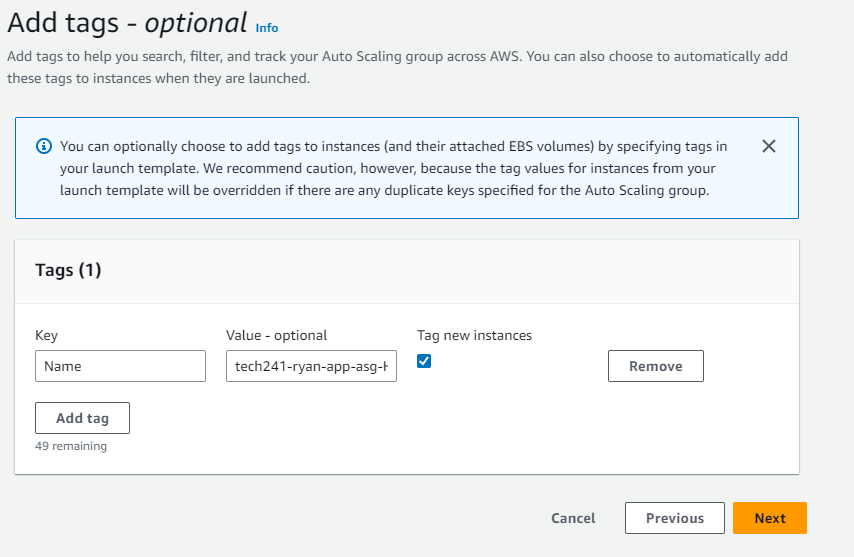 Add tags - optional Info
Add tags to help you search, filter, and track your Auto Scaling group across AWS. You can also choose to automatically add
these tags to instances when they are launched.
You can optionally choose to add tags to instances (and their attached EBS volumes) by specifying tags in
your launch template. We recommend caution, however, because the tag values for instances from your
launch template will be overridden if there are any duplicate keys specified for the Auto Scaling group.
Tags (1)
Key Value - optional Tag new instances
Name tech241-ryan-app-asg- Remove
Add tag
49 remaining
Cancel Previous Next